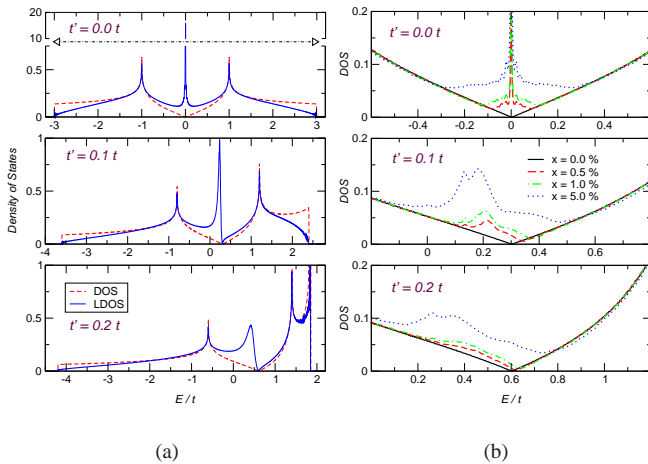 20
10
0.5
0
t' = 0.0
-3 -2 -1 0 1 2 3
1
0.5
0
t' = 0.1 t
-4 -3 -2 -1 0 1 2
1
0.5
0
DOS
LDOS
t' = 0.2 t
-4 -3 -2 -1 0 1 2
Density of States
E / t
(a)
0.2
0.1
0
DOS
t' = 0.0
-0.4 -0.2 0 0.2 0.4
0.2
0.1
0
DOS
t' = 0.1 t
x = 0.0 %
x = 0.5 %
x = 1.0 %
x = 5.0 %
0 0.2 0.4 0.6
0.2
0.1
0
DOS
t' = 0.2 t
0.2 0.4 0.6 0.8 1
E / t
(b)